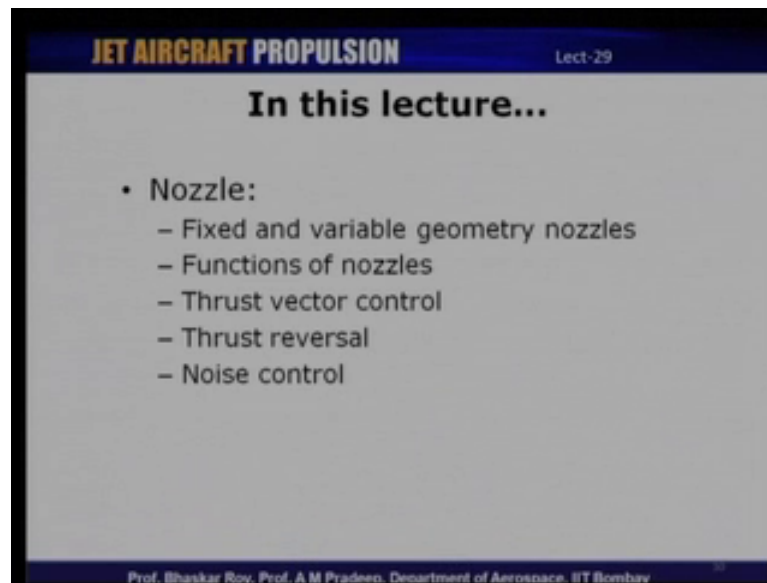 JET AIRCRAFT PROPULSION Lect-29
In this lecture...
• Nozzle:
– Fixed and variable geometry nozzles
– Functions of nozzles
– Thrust vector control
– Thrust reversal
– Noise control
Prof. Bhaskar Roy, Prof. A M Pradeep, Department of Aerospace, IIT Bombay